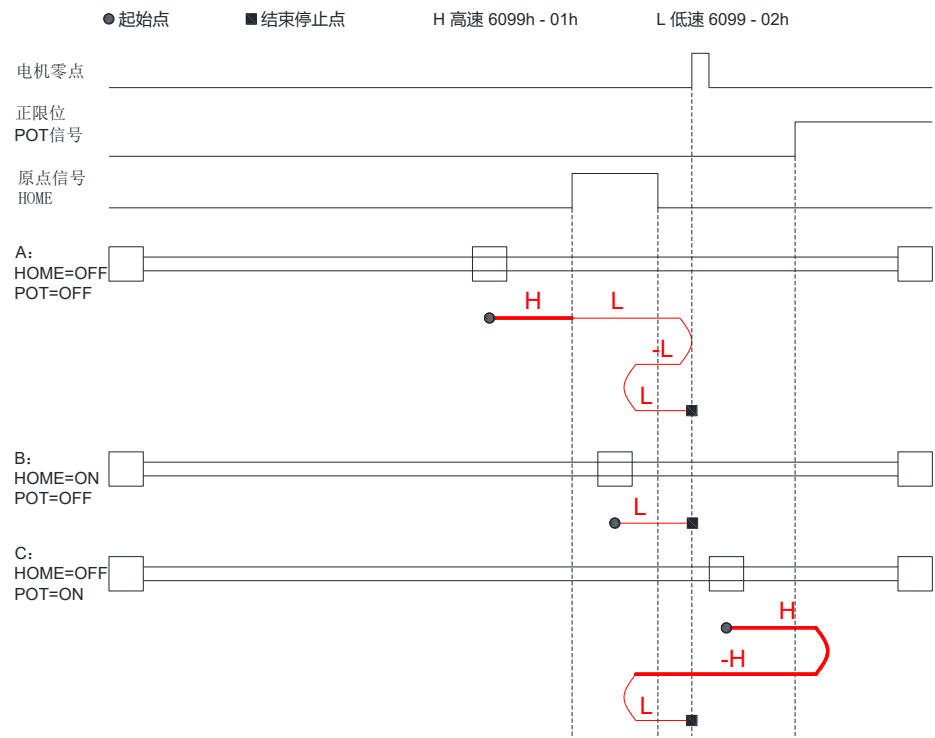 起始点 结束停止点 H 高速 6099h - 01h L 低速 6099 - 02h
电机零点
正限位
POT信号
原点信号
HOME
A:
HOME=OFF
POT=OFF
H L
-L
L
B:
HOME=ON
POT=OFF
L
C:
HOME=OFF
POT=ON
H
-H
L